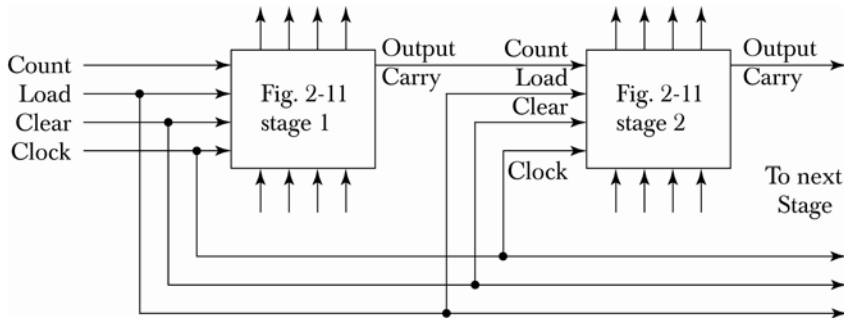 Count
Load
Clear
Clock
Fig. 2-11
stage 1
Output
Carry
Count
Load
Clear
Clock
Fig. 2-11
stage 2
Output
Carry
To next
Stage